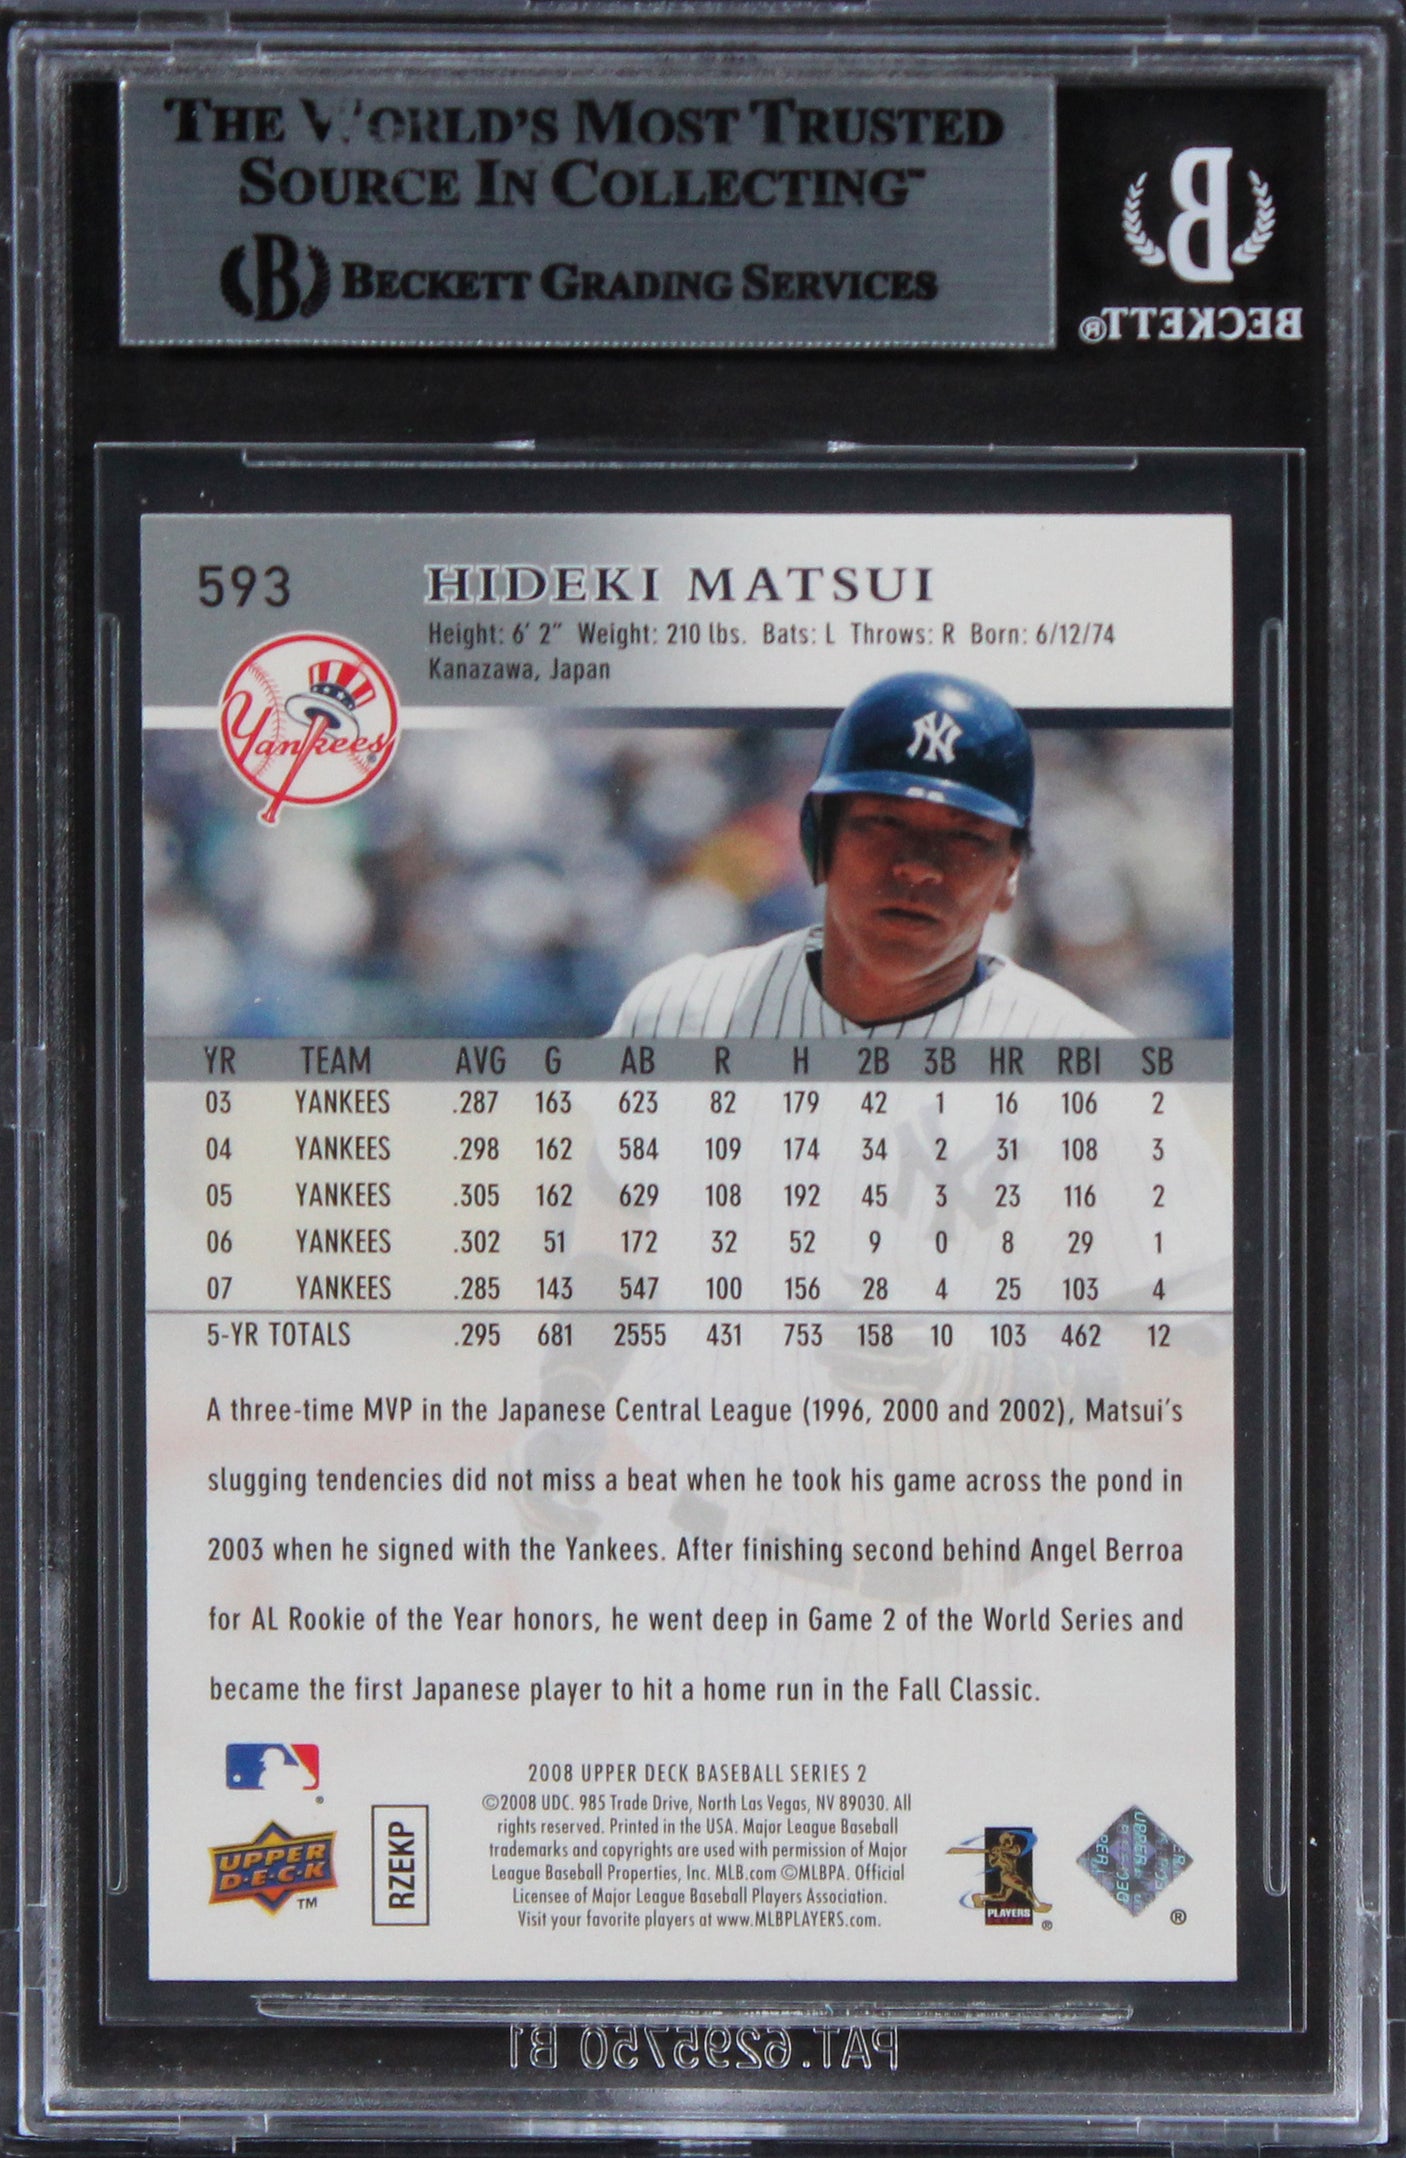 THE WORLD'S MOST TRUSTED
SOURCE IN COLLECTING™
B BECKETT GRADING SERVICES
B
BECKETT®
593
HIDEKI MATSUI
Height: 6' 2" Weight: 210 lbs. Bats: L Throws: R Born: 6/12/74
Kanazawa, Japan
Yankees®
NY
YR TEAM AVG G AB R H 2B 3B HR RBI SB
03 YANKEES .287 163 623 82 179 42 1 16 106 2
04 YANKEES .298 162 584 109 174 34 2 31 108 3
05 YANKEES .305 162 629 108 192 45 3 23 116 2
06 YANKEES .302 51 172 32 52 9 0 8 29 1
07 YANKEES .285 143 547 100 156 28 4 25 103 4
5-YR TOTALS .295 681 2555 431 753 158 10 103 462 12
A three-time MVP in the Japanese Central League (1996, 2000 and 2002), Matsui's
slugging tendencies did not miss a beat when he took his game across the pond in
2003 when he signed with the Yankees. After finishing second behind Angel Berroa
for AL Rookie of the Year honors, he went deep in Game 2 of the World Series and
became the first Japanese player to hit a home run in the Fall Classic.
UPPER
D·E·C·K
™
RZEKP
2008 UPPER DECK BASEBALL SERIES 2
©2008 UDC. 985 Trade Drive, North Las Vegas, NV 89030. All
rights reserved. Printed in the USA. Major League Baseball
trademarks and copyrights are used with permission of Major
League Baseball Properties, Inc. MLB.com ©MLBPA. Official
Licensee of Major League Baseball Players Association.
Visit your favorite players at www.MLBPLAYERS.com.
PLAYERS
®
®
PAT.6295750 B1